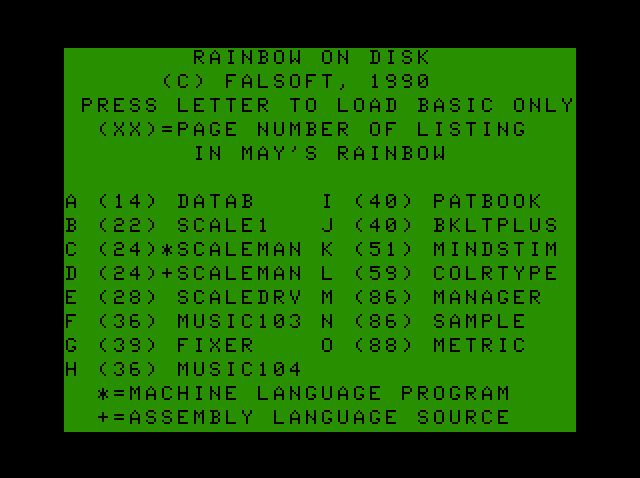 RAINBOW ON DISK
(C) FALSOFT, 1990
PRESS LETTER TO LOAD BASIC ONLY
(XX)=PAGE NUMBER OF LISTING
IN MAY'S RAINBOW
A (14) DATAB    I (40) PATBOOK
B (22) SCALE1   J (40) BKLTPLUS
C (24)*SCALEMAN K (51) MINDSTIM
D (24)+SCALEMAN L (59) COLRTYPE
E (28) SCALEDRV M (86) MANAGER
F (36) MUSIC103 N (86) SAMPLE
G (39) FIXER    O (88) METRIC
H (36) MUSIC104
*=MACHINE LANGUAGE PROGRAM
+=ASSEMBLY LANGUAGE SOURCE